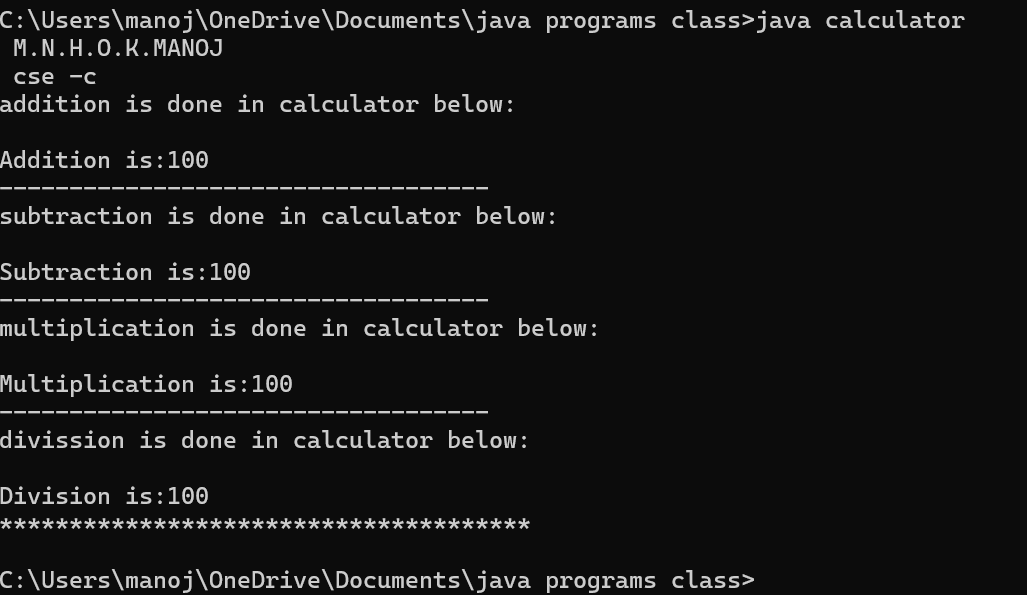 C:\Users\manoj\OneDrive\Documents\java programs class>java calculator
 M.N.H.O.K.MANOJ
 cse -c
addition is done in calculator below:

Addition is:100
-----------------------------------
subtraction is done in calculator below:

Subtraction is:100
-----------------------------------
multiplication is done in calculator below:

Multiplication is:100
-----------------------------------
divission is done in calculator below:

Division is:100
**************************************

C:\Users\manoj\OneDrive\Documents\java programs class>